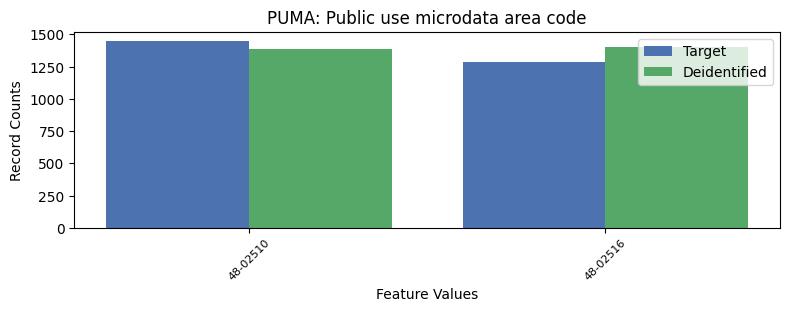 PUMA: Public use microdata area code
1500
1250
1000
750
500
250
0
Record Counts
Target
Deidentified
48-02510
48-02516
Feature Values